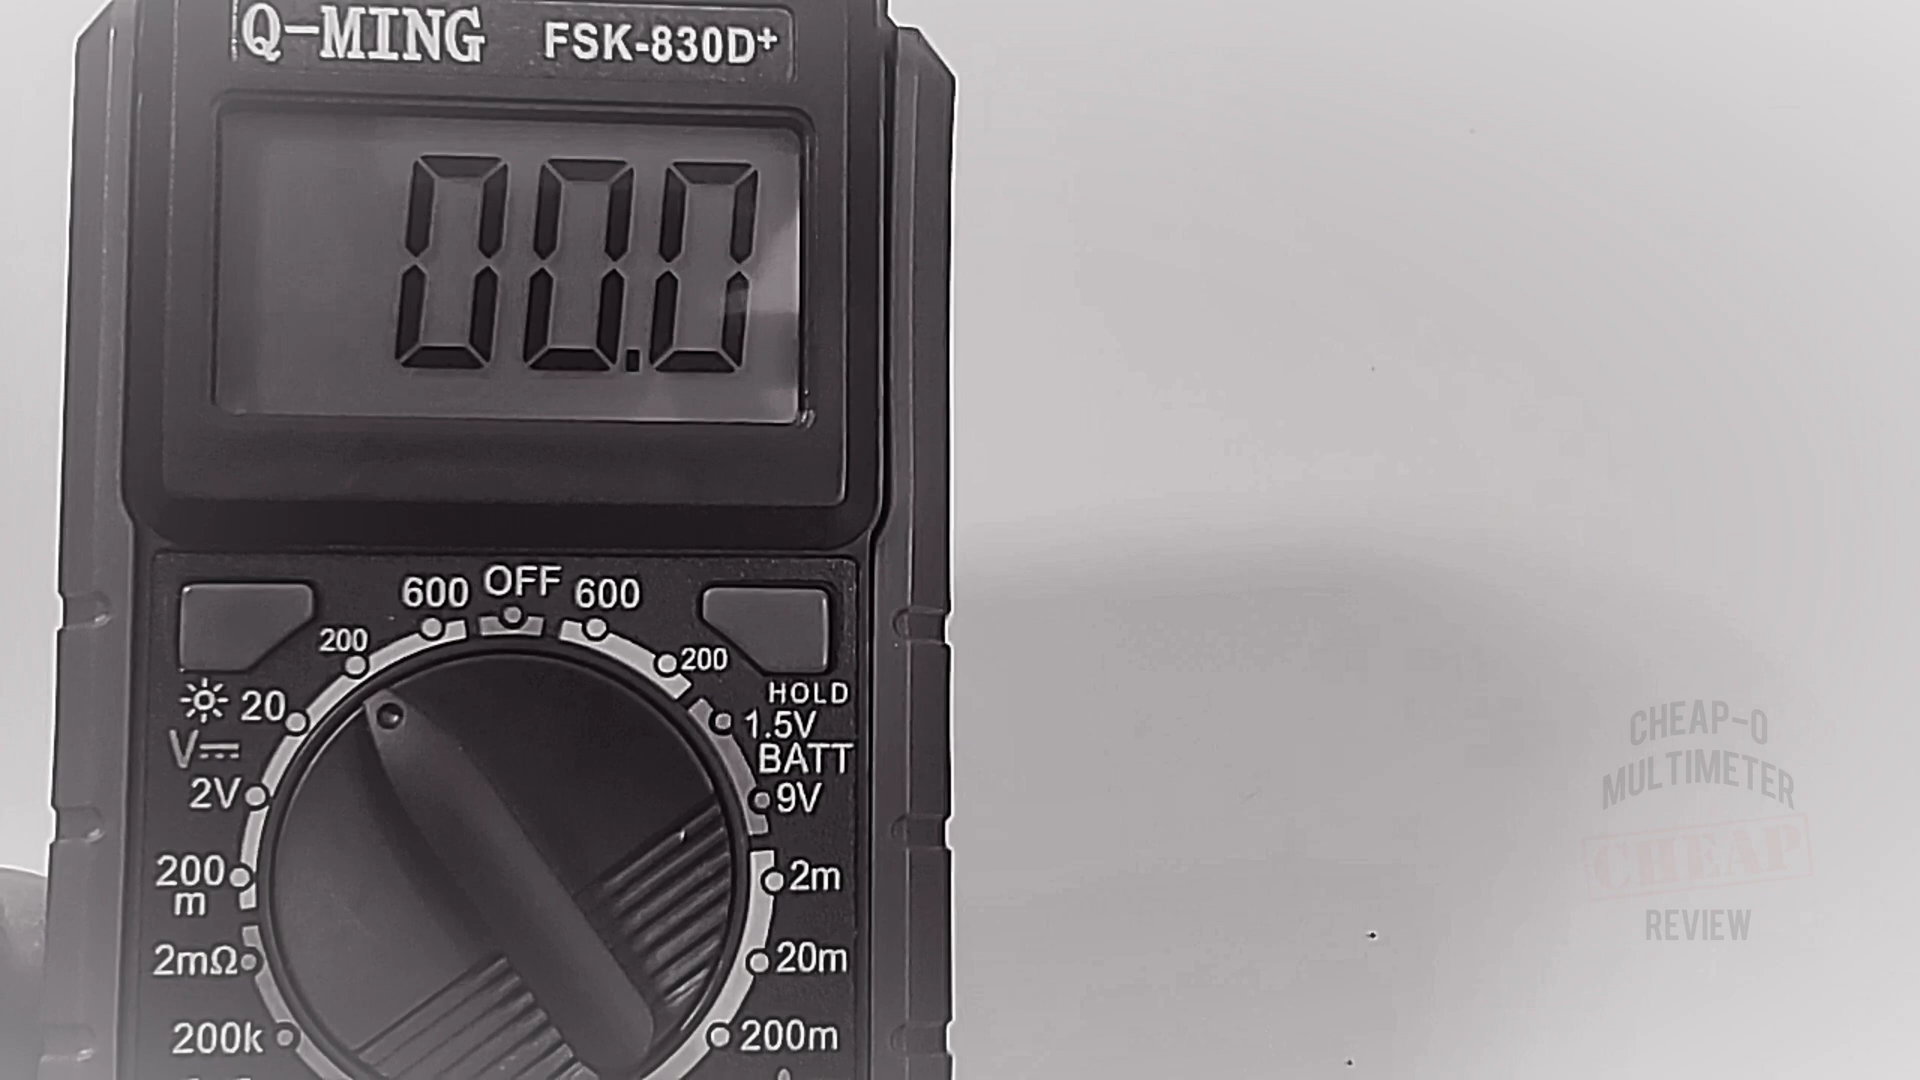 Q-MING FSK-830D+
00.0
600 OFF 600
200 200
20 HOLD
V 1.5V
BATT
2V 9V
200 2m
m
2mΩ 20m
200k 200m
CHEAP-O
MULTIMETER
CHEAP
REVIEW